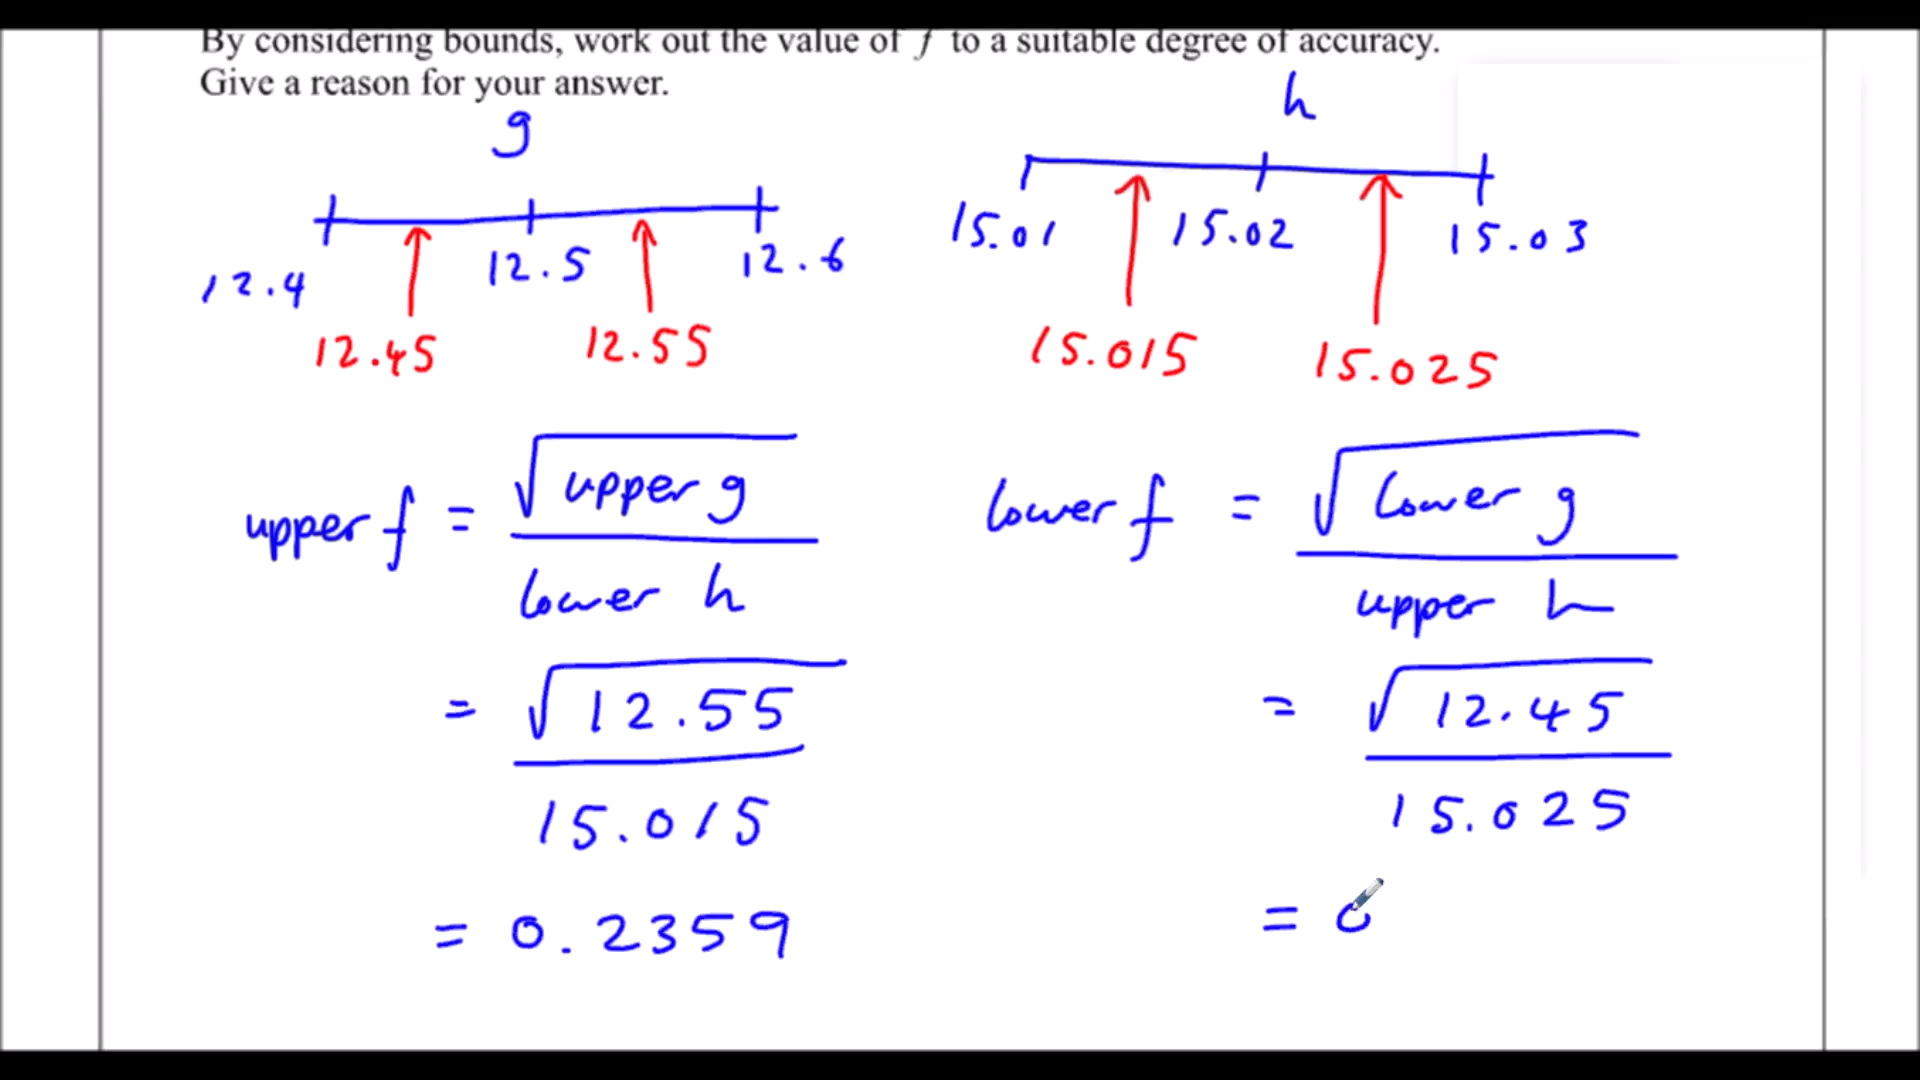 By considering bounds, work out the value of f to a suitable degree of accuracy.
Give a reason for your answer.
g
12.4 12.5 12.6
12.45 12.55
h
15.01 15.02 15.03
15.015 15.025
upper f = √upper g
lower h
= √12.55
15.015
= 0.2359
lower f = √lower g
upper h
= √12.45
15.025
= 0